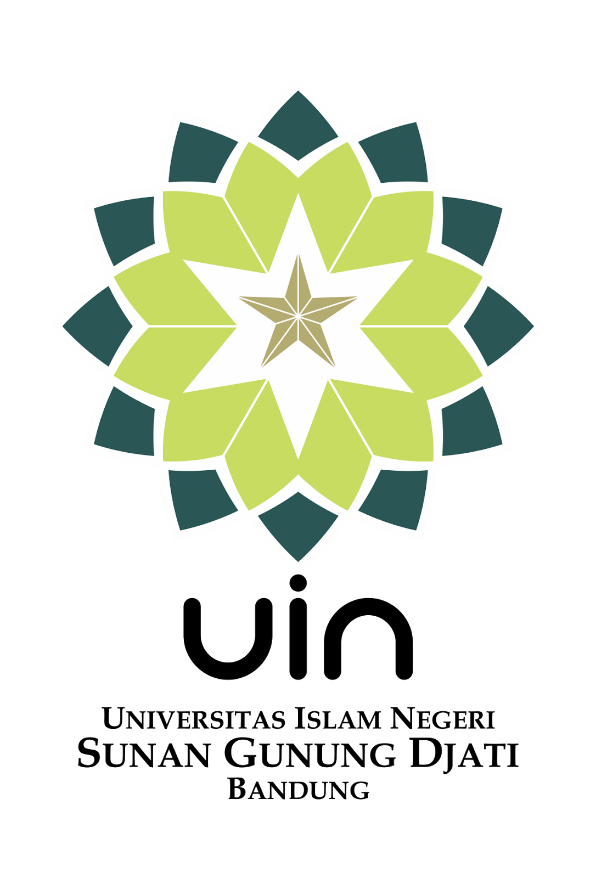 uin
Universitas Islam Negeri
Sunan Gunung Djati
Bandung